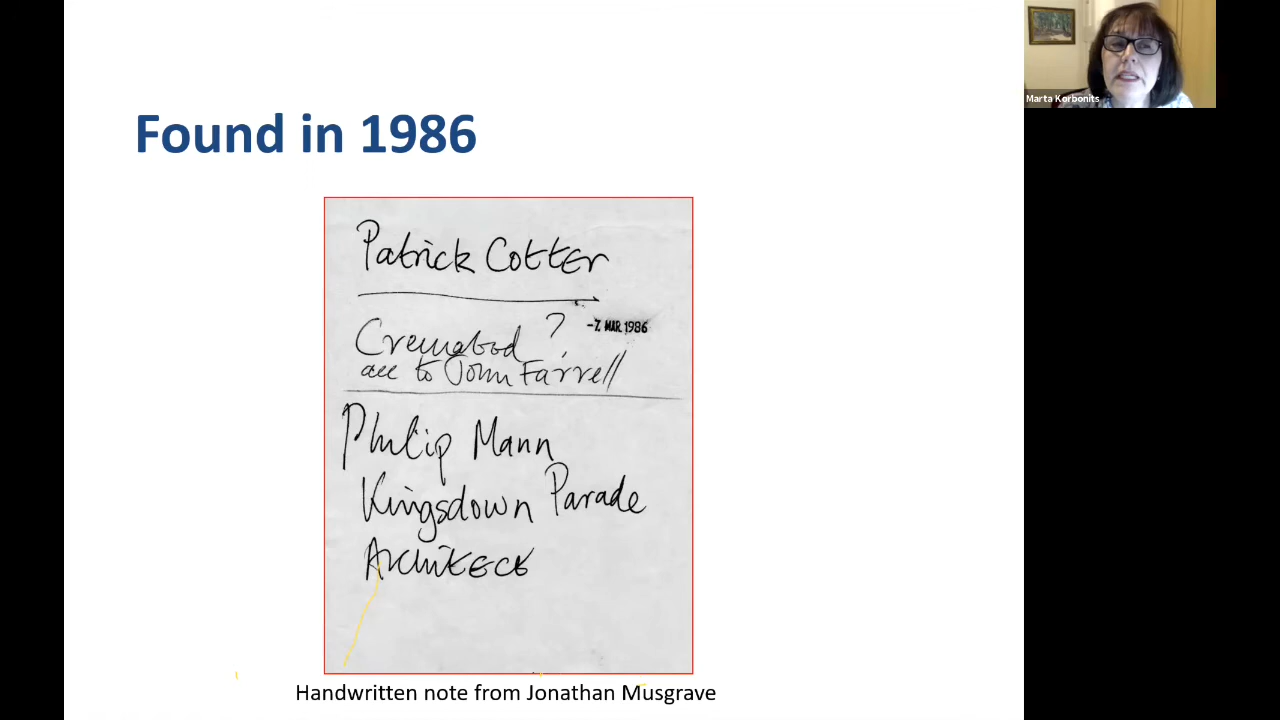 Found in 1986
Marta Korbonits
Patrick Cotter
Cremated ?
-7. MAR. 1986
acc to John Farrell
Philip Mann
Kingsdown Parade
Architect
Handwritten note from Jonathan Musgrave